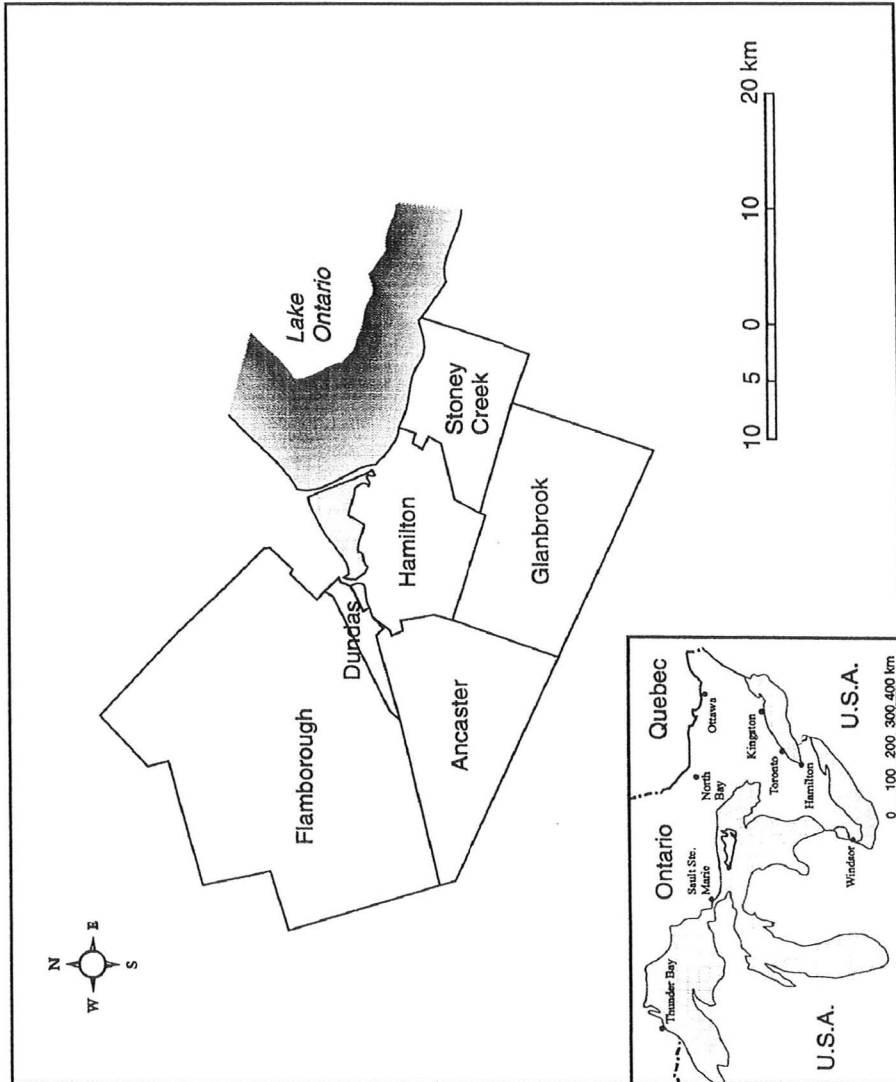 N
W
E
S
Lake
Ontario
Flamborough
Dundas
Hamilton
Stoney
Creek
Ancaster
Glanbrook
10 5 0 10 20 km
Thunder Bay
Ontario
Quebec
Sault Ste.
Marie
North
Bay
Ottawa
Kingston
Toronto
Hamilton
Windsor
U.S.A.
U.S.A.
0 100 200 300 400 km